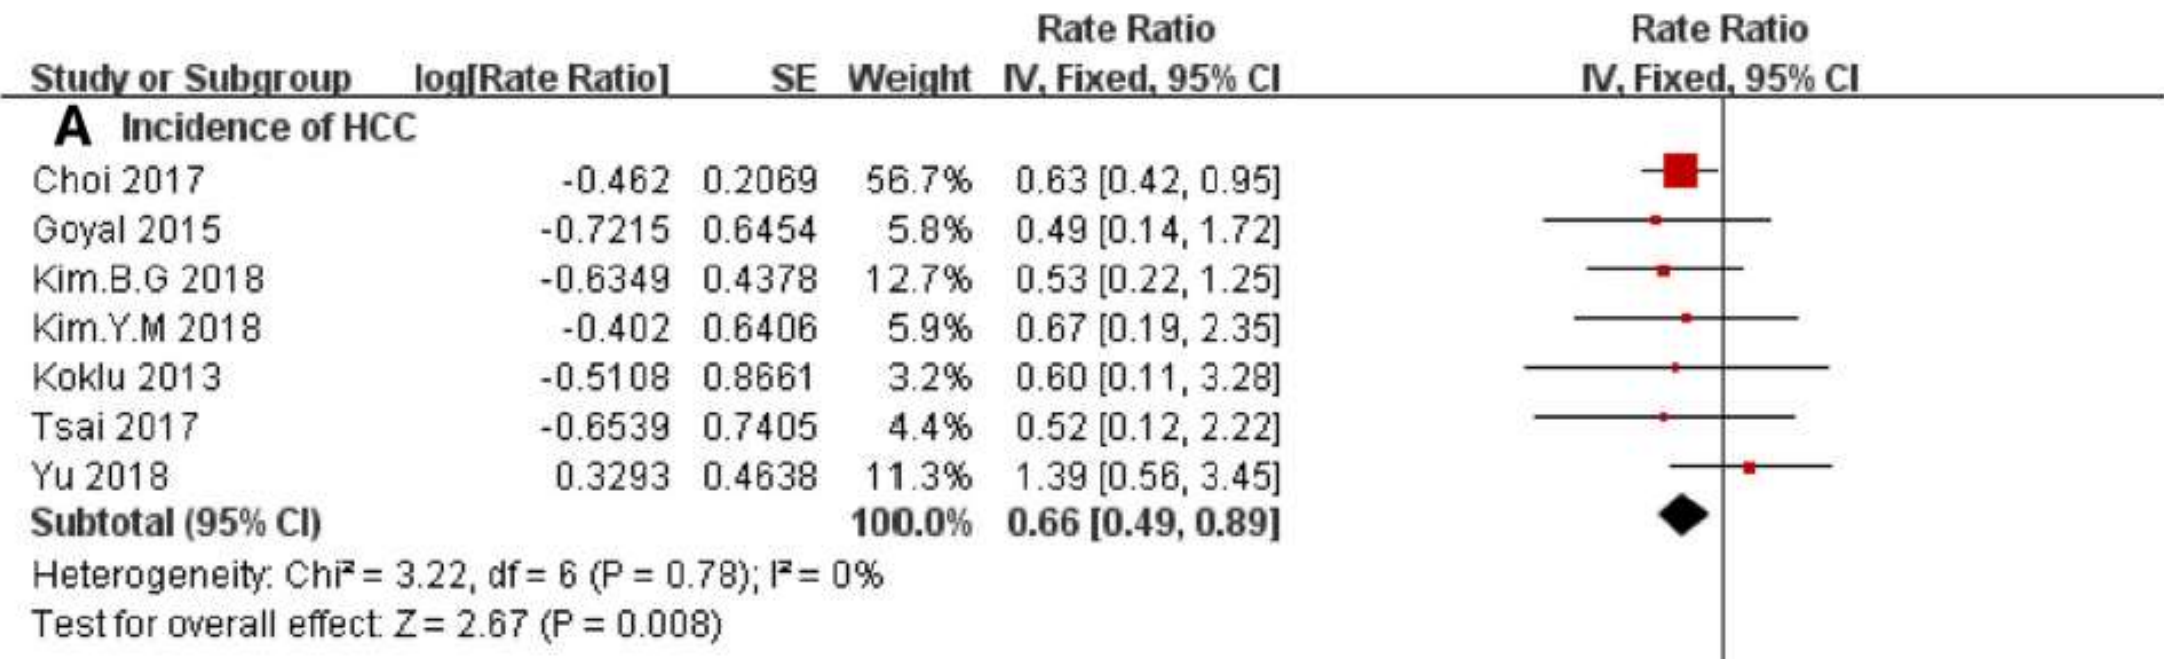 Rate Ratio Rate Ratio
Study or Subgroup log[Rate Ratio] SE Weight IV, Fixed, 95% CI IV, Fixed, 95% CI
A Incidence of HCC
Choi 2017 -0.462 0.2069 56.7% 0.63 [0.42, 0.95]
Goyal 2015 -0.7215 0.6454 5.8% 0.49 [0.14, 1.72]
Kim.B.G 2018 -0.6349 0.4378 12.7% 0.53 [0.22, 1.25]
Kim.Y.M 2018 -0.402 0.6406 5.9% 0.67 [0.19, 2.35]
Koklu 2013 -0.5108 0.8661 3.2% 0.60 [0.11, 3.28]
Tsai 2017 -0.6539 0.7405 4.4% 0.52 [0.12, 2.22]
Yu 2018 0.3293 0.4638 11.3% 1.39 [0.56, 3.45]
Subtotal (95% CI) 100.0% 0.66 [0.49, 0.89]
Heterogeneity: Chi² = 3.22, df = 6 (P = 0.78); I² = 0%
Test for overall effect: Z = 2.67 (P = 0.008)